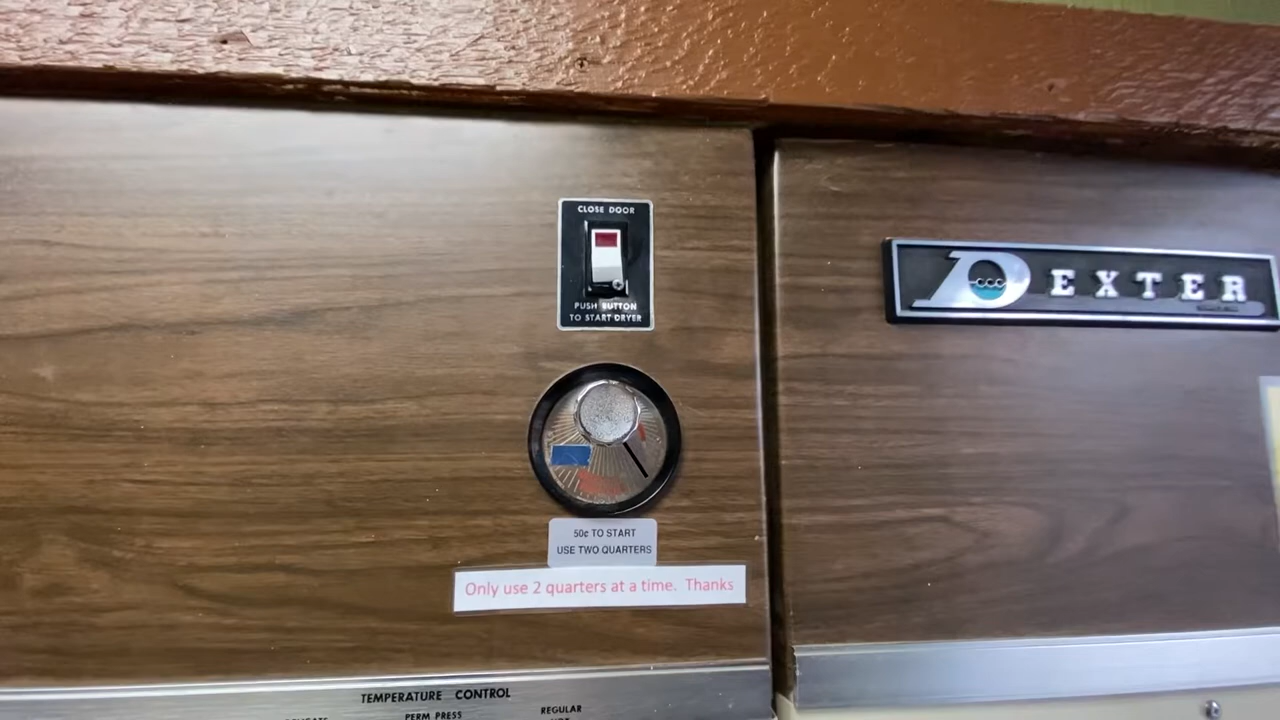 CLOSE DOOR
PUSH BUTTON
TO START DRYER
DEXTER
50¢ TO START
USE TWO QUARTERS
Only use 2 quarters at a time. Thanks
TEMPERATURE CONTROL
PERM PRESS
REGULAR